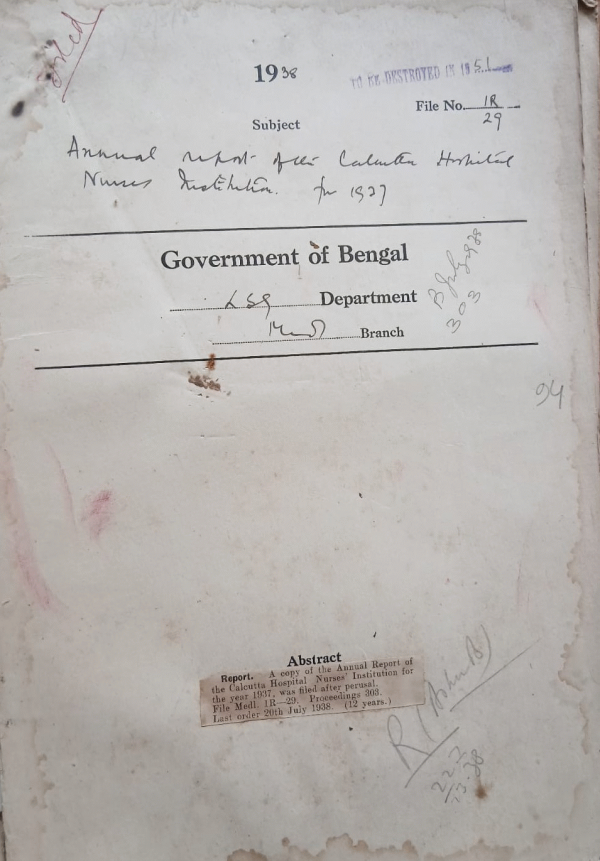 1938
TO BE DESTROYED IN 1951
File No. 1R
29
Subject
Annual report of the Calcutta Hospital
Nurses Institution. for 1937
Government of Bengal
LSG Department
Medl Branch
B July 1938
303
94
Abstract
Report. A copy of the Annual Report of
the Calcutta Hospital Nurses' Institution for
the year 1937, was filed after perusal.
File Medl. 1R—29. Proceedings 303.
Last order 20th July 1938. (12 years.)